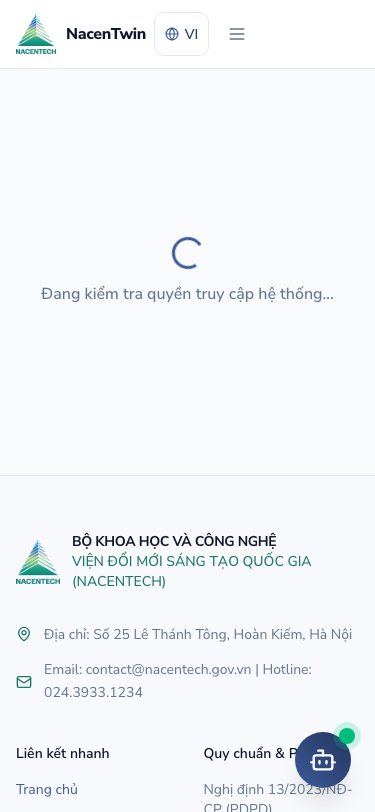 NACENTECH
NacenTwin
VI
Đang kiểm tra quyền truy cập hệ thống...
NACENTECH
BỘ KHOA HỌC VÀ CÔNG NGHỆ
VIỆN ĐỔI MỚI SÁNG TẠO QUỐC GIA
(NACENTECH)
Địa chỉ: Số 25 Lê Thánh Tông, Hoàn Kiếm, Hà Nội
Email: contact@nacentech.gov.vn | Hotline:
024.3933.1234
Liên kết nhanh
Trang chủ
Quy chuẩn &
Nghị định 13/2023/NĐ-
CP (PDPD)